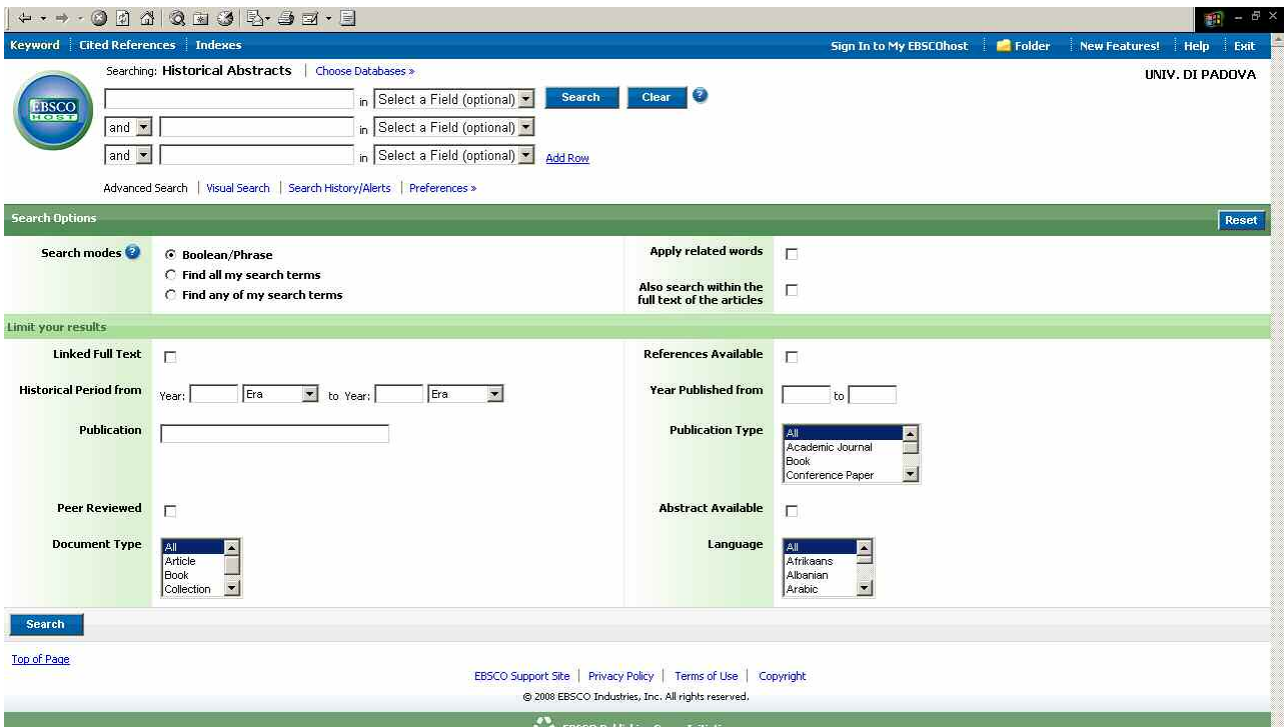 Keyword Cited References Indexes Sign In to My EBSCOhost Folder New Features! Help Exit
Searching: Historical Abstracts Choose Databases »
UNIV. DI PADOVA
EBSCO
HOST
in Select a Field (optional) Search Clear ?
and in Select a Field (optional)
and in Select a Field (optional) Add Row
Advanced Search Visual Search Search History/Alerts Preferences »
Search Options Reset
Search modes ? Boolean/Phrase
Find all my search terms
Find any of my search terms
Apply related words
Also search within the
full text of the articles
Limit your results
Linked Full Text References Available
Historical Period from Year: Era to Year: Era Year Published from to
Publication
Publication Type All
Academic Journal
Book
Conference Paper
Peer Reviewed Abstract Available
Document Type All
Article
Book
Collection
Language All
Afrikaans
Albanian
Arabic
Search
Top of Page
EBSCO Support Site Privacy Policy Terms of Use Copyright
© 2008 EBSCO Industries, Inc. All rights reserved.